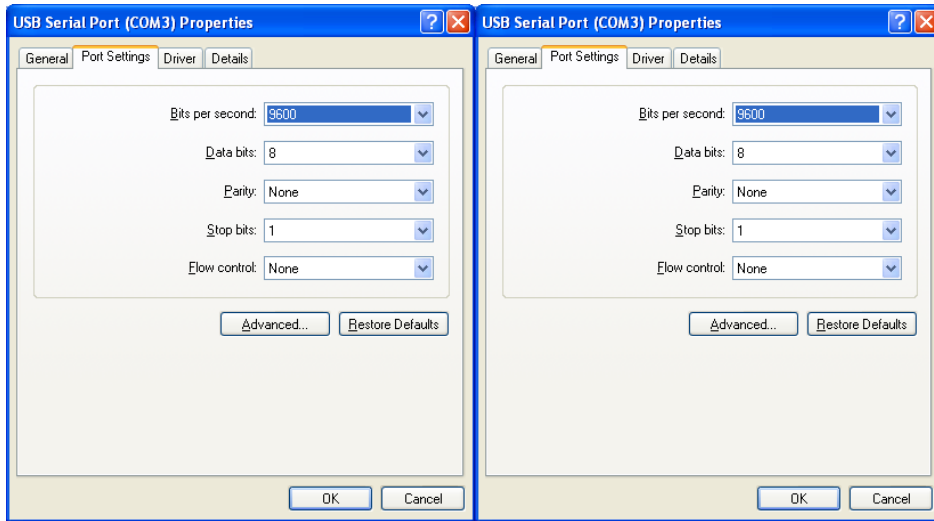 USB Serial Port (COM3) Properties
General Port Settings Driver Details
Bits per second: 9600
Data bits: 8
Parity: None
Stop bits: 1
Flow control: None
Advanced... Restore Defaults
OK Cancel
USB Serial Port (COM3) Properties
General Port Settings Driver Details
Bits per second: 9600
Data bits: 8
Parity: None
Stop bits: 1
Flow control: None
Advanced... Restore Defaults
OK Cancel